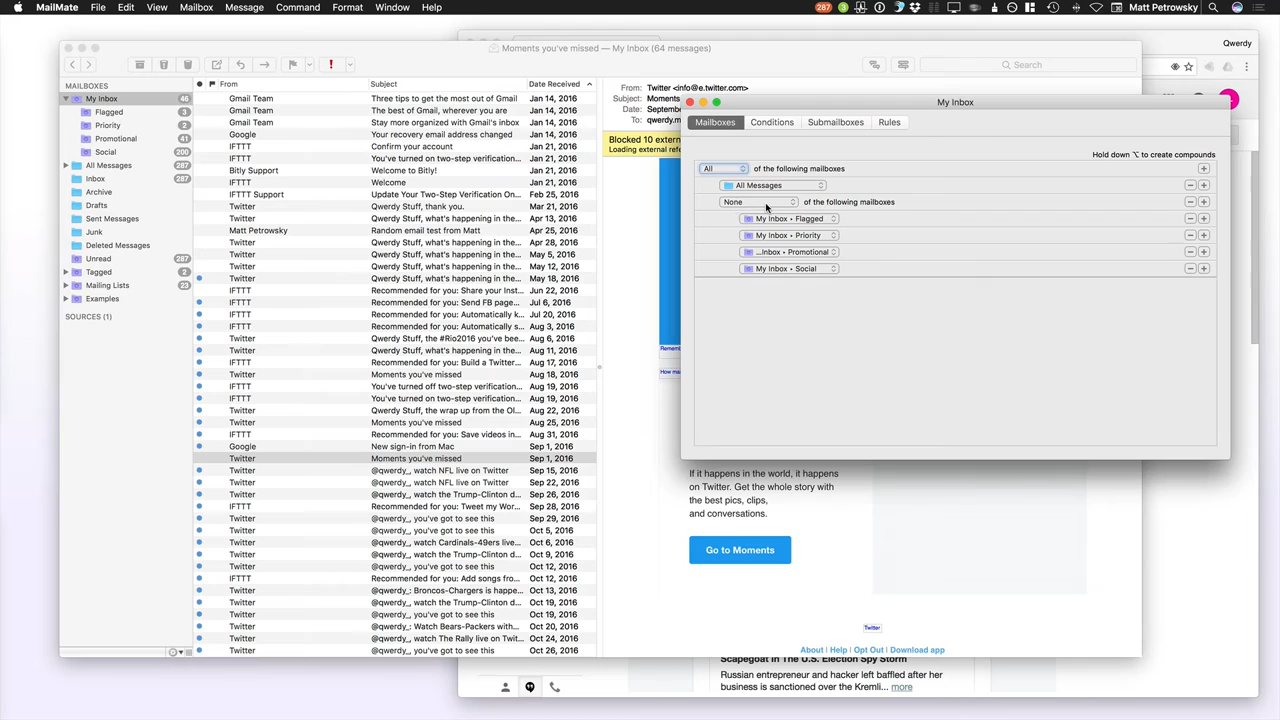 MailMate File Edit View Mailbox Message Command Format Window Help 287 3 Matt Petrowsky
Moments you've missed — My Inbox (64 messages)
Qwerdy
Search
MAILBOXES
My Inbox 46
Flagged 3
Priority 2
Promotional 41
Social 200
All Messages 287
Inbox 287
Archive
Drafts
Sent Messages
Junk
Deleted Messages
Unread 287
Tagged 2
Mailing Lists 23
Examples
SOURCES (1)
From Subject Date Received
Gmail Team Three tips to get the most out of Gmail Jan 14, 2016
Gmail Team The best of Gmail, wherever you are Jan 14, 2016
Gmail Team Stay more organized with Gmail's inbox Jan 14, 2016
Google Your recovery email address changed Jan 14, 2016
IFTTT Confirm your account Jan 14, 2016
IFTTT You've turned off two-step verification... Jan 14, 2016
Bitly Support Welcome to Bitly! Jan 14, 2016
IFTTT Welcome Jan 14, 2016
IFTTT Support Update Your Two-Step Verification On... Feb 25, 2016
Twitter Qwerdy Stuff, thank you. Mar 21, 2016
Twitter Qwerdy Stuff, what's happening in the... Apr 13, 2016
Matt Petrowsky Random email test from Matt Apr 21, 2016
Twitter Qwerdy Stuff, what's happening in the... Apr 28, 2016
Twitter Qwerdy Stuff, what's happening in the... May 5, 2016
Twitter Qwerdy Stuff, what's happening in the... May 12, 2016
Twitter Qwerdy Stuff, what's happening in the... May 18, 2016
IFTTT Recommended for you: Share your Inst... Jun 23, 2016
IFTTT Recommended for you: Send FB page... Jul 6, 2016
IFTTT Recommended for you: Automatically k... Jul 20, 2016
IFTTT Recommended for you: Automatically s... Aug 3, 2016
Twitter Qwerdy Stuff, the #Rio2016 you've bee... Aug 6, 2016
Twitter Qwerdy Stuff, what's happening in the... Aug 11, 2016
IFTTT Recommended for you: Build a Twitter... Aug 17, 2016
Twitter Moments you've missed Aug 18, 2016
IFTTT You've turned off two-step verification... Aug 19, 2016
IFTTT You've turned on two-step verification... Aug 19, 2016
Twitter Qwerdy Stuff, the wrap up from the Ol... Aug 22, 2016
Twitter Moments you've missed Aug 25, 2016
IFTTT Recommended for you: Save videos in... Aug 31, 2016
Google New sign-in from Mac Sep 1, 2016
Twitter Moments you've missed Sep 1, 2016
Twitter @qwerdy_, watch NFL live on Twitter Sep 15, 2016
Twitter @qwerdy_, watch NFL live on Twitter Sep 22, 2016
Twitter @qwerdy_, watch the Trump-Clinton d... Sep 26, 2016
IFTTT Recommended for you: Tweet my Wor... Sep 28, 2016
Twitter @qwerdy_, you've got to see this Sep 29, 2016
Twitter @qwerdy_, you've got to see this Oct 5, 2016
Twitter @qwerdy_, watch Cardinals-49ers live... Oct 6, 2016
Twitter @qwerdy_, watch the Trump-Clinton d... Oct 9, 2016
Twitter @qwerdy_, you've got to see this Oct 12, 2016
IFTTT Recommended for you: Add songs fro... Oct 12, 2016
Twitter @qwerdy_: Broncos-Chargers is happe... Oct 13, 2016
Twitter @qwerdy_, watch the Trump-Clinton d... Oct 19, 2016
Twitter @qwerdy_, you've got to see this Oct 19, 2016
Twitter @qwerdy_: Watch Bears-Packers with... Oct 20, 2016
Twitter @qwerdy_, watch The Rally live on Twit... Oct 24, 2016
Twitter @qwerdy_, you've got to see this Oct 26, 2016
From: Twitter <info@e.twitter.com>
Subject: Moments
Date: Septemb
To: qwerdy.m
Blocked 10 extern
Loading external refe
Rememb
How ma
My Inbox
Mailboxes Conditions Submailboxes Rules
Hold down ⌥ to create compounds
All of the following mailboxes
All Messages
None of the following mailboxes
My Inbox • Flagged
My Inbox • Priority
...Inbox • Promotional
My Inbox • Social
If it happens in the world, it happens
on Twitter. Get the whole story with
the best pics, clips,
and conversations.
Go to Moments
Twitter
About | Help | Opt Out | Download app
Scapegoat In The U.S. Election Spy Storm
Russian entrepreneur and hacker left baffled after her
business is sanctioned over the Kremli... more